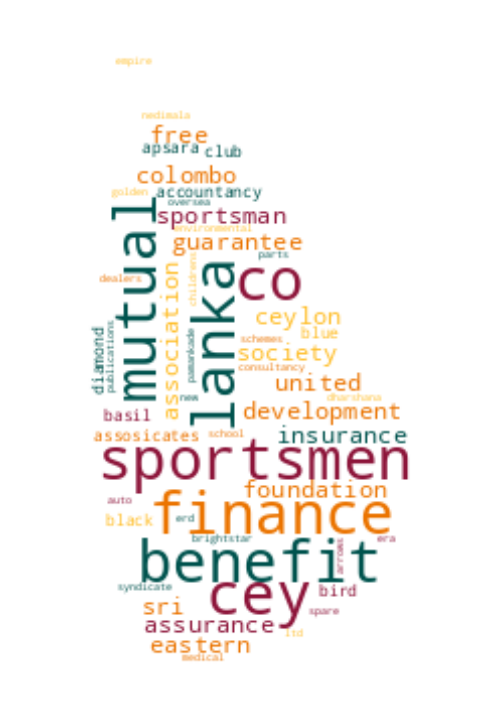 empire
nedimala
free
apsara
club
colombo
golden
accountancy
oversea
mutual
sportsman
environmental
guarantee
parts
association
childrens
lanka
co
dealers
ceylon
diamond
publications
pamankade
schemes
blue
society
consultancy
united
new
dharshana
basil
development
assosicates
school
insurance
sportsmen
foundation
auto
finance
black
erd
brightstar
era
benefit
arrows
syndicate
cey
bird
sri
spare
assurance
ltd
eastern
medical